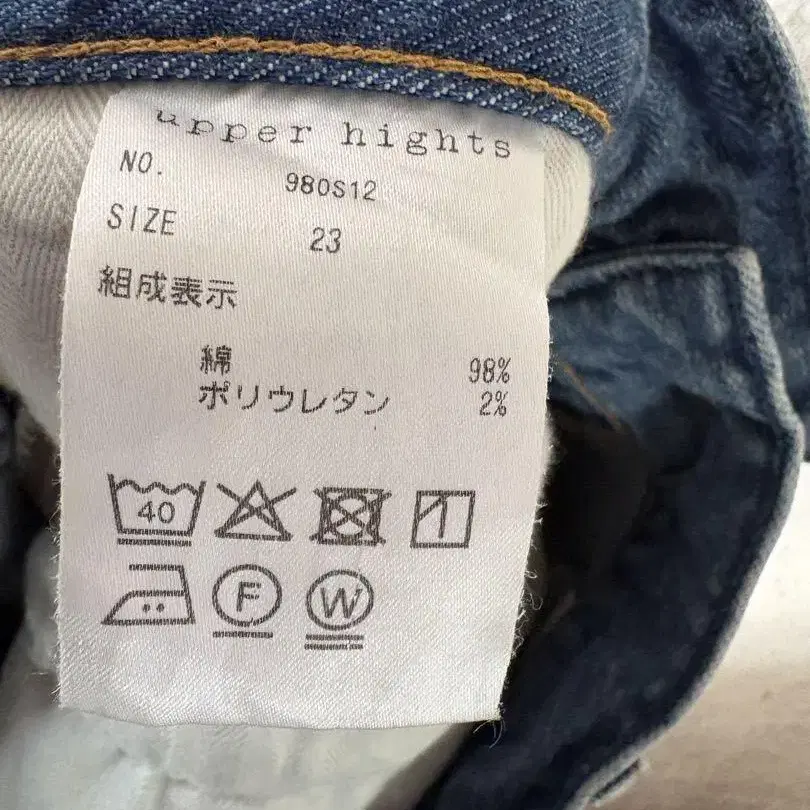 upper hights
NO. 980S12
SIZE 23
組成表示
綿 98%
ポリウレタン 2%
40
F W